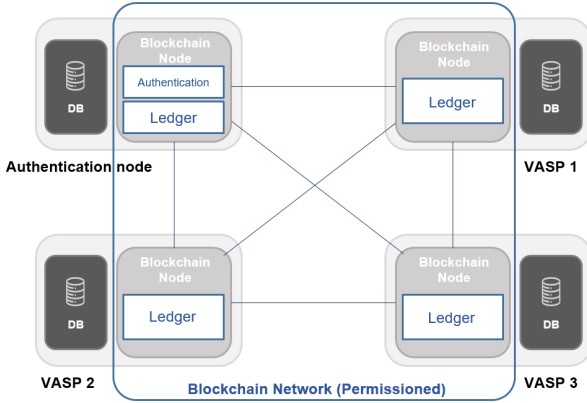 Blockchain
Node
Authentication
Ledger
DB
Authentication node
Blockchain
Node
Ledger
DB
VASP 1
Blockchain
Node
Ledger
DB
VASP 2
Blockchain
Node
Ledger
DB
VASP 3
Blockchain Network (Permissioned)